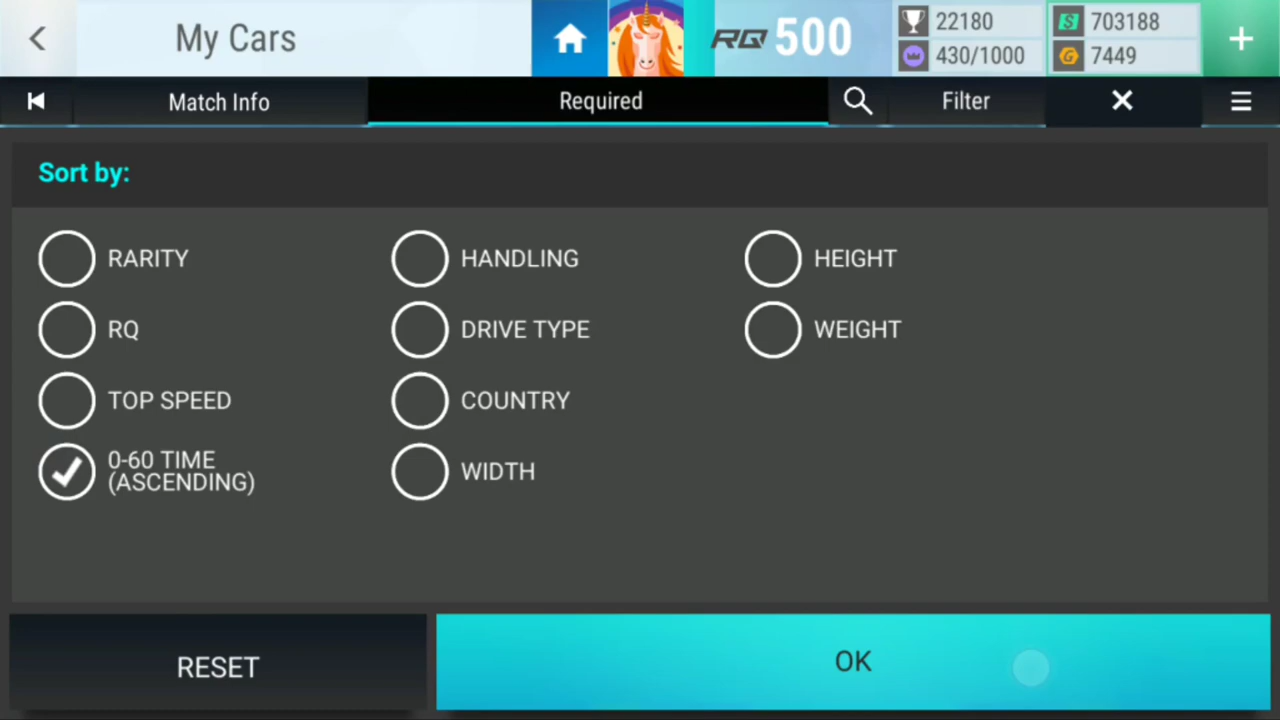 My Cars
RQ 500
22180
430/1000
703188
7449
Match Info
Required
Filter
Sort by:
RARITY
HANDLING
HEIGHT
RQ
DRIVE TYPE
WEIGHT
TOP SPEED
COUNTRY
0-60 TIME
(ASCENDING)
WIDTH
RESET
OK